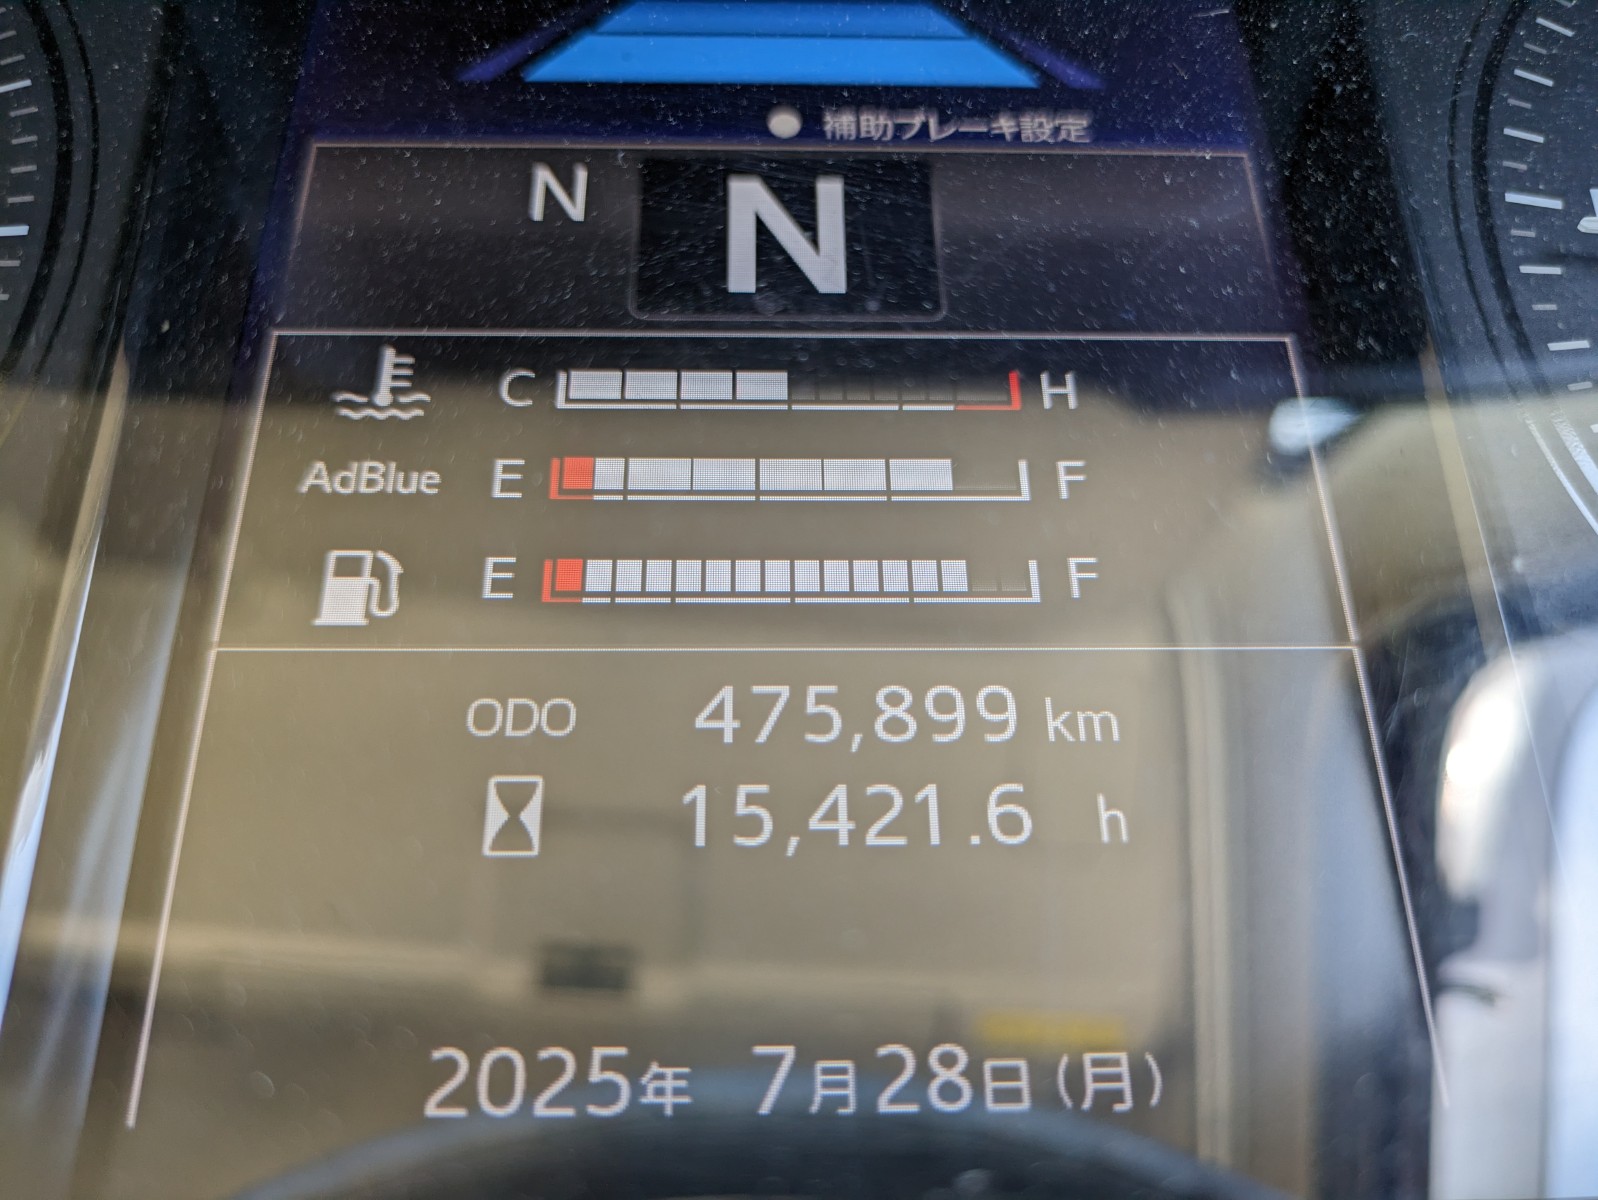 補助ブレーキ設定
N N
C H
AdBlue E F
E F
ODO 475,899 km
15,421.6 h
2025年 7月28日(月)